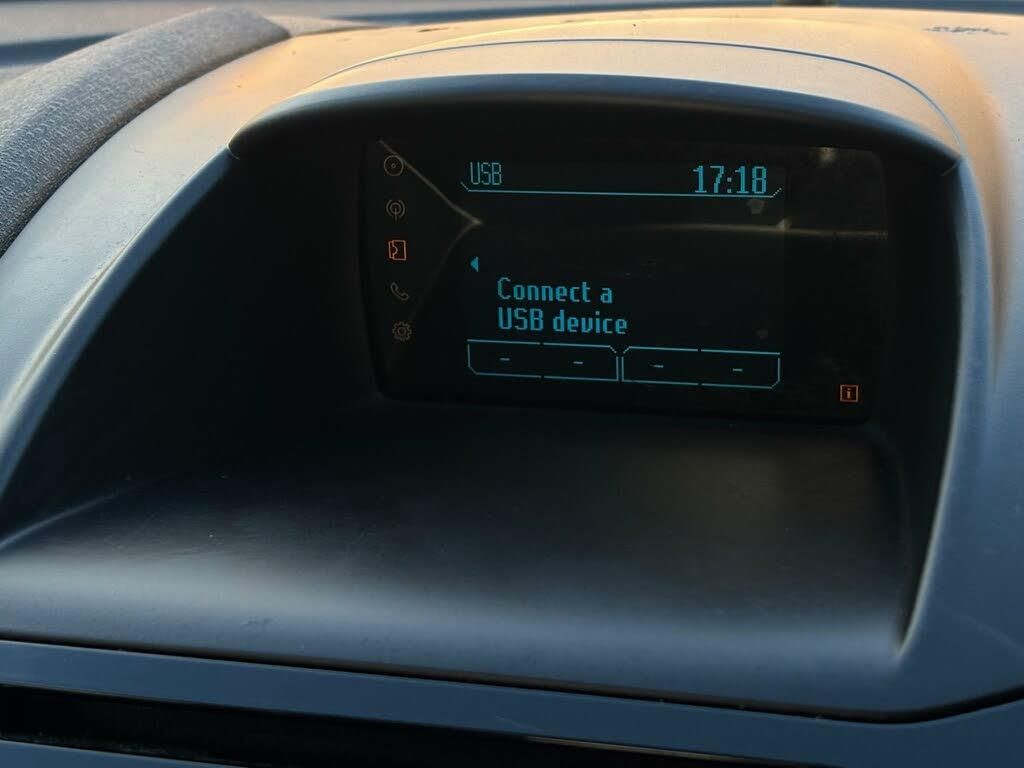 USB 17:18
Connect a
USB device
- - - -
i